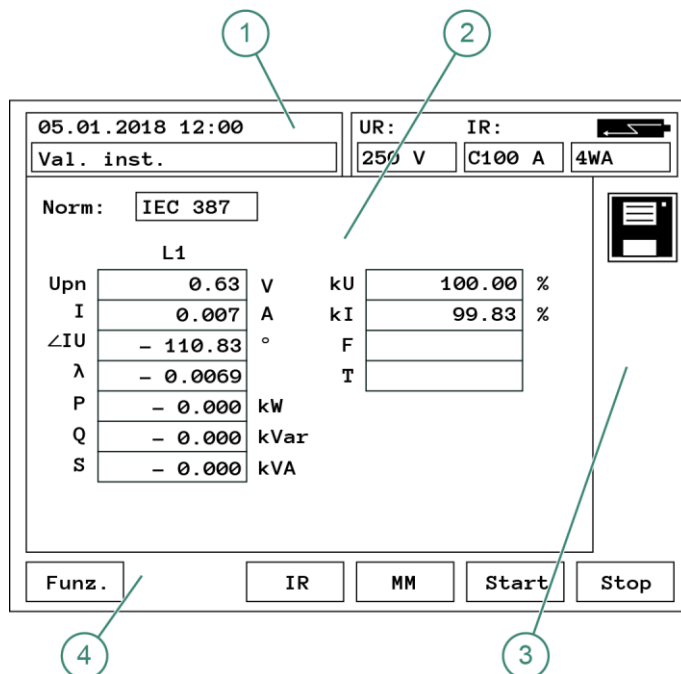 1
2
05.01.2018 12:00
UR: IR:
Val. inst.
250 V C100 A 4WA
Norm: IEC 387
L1
Upn 0.63 V kU 100.00 %
I 0.007 A kI 99.83 %
∠IU – 110.83 ° F
λ – 0.0069 T
P – 0.000 kW
Q – 0.000 kVar
S – 0.000 kVA
Funz. IR MM Start Stop
4
3